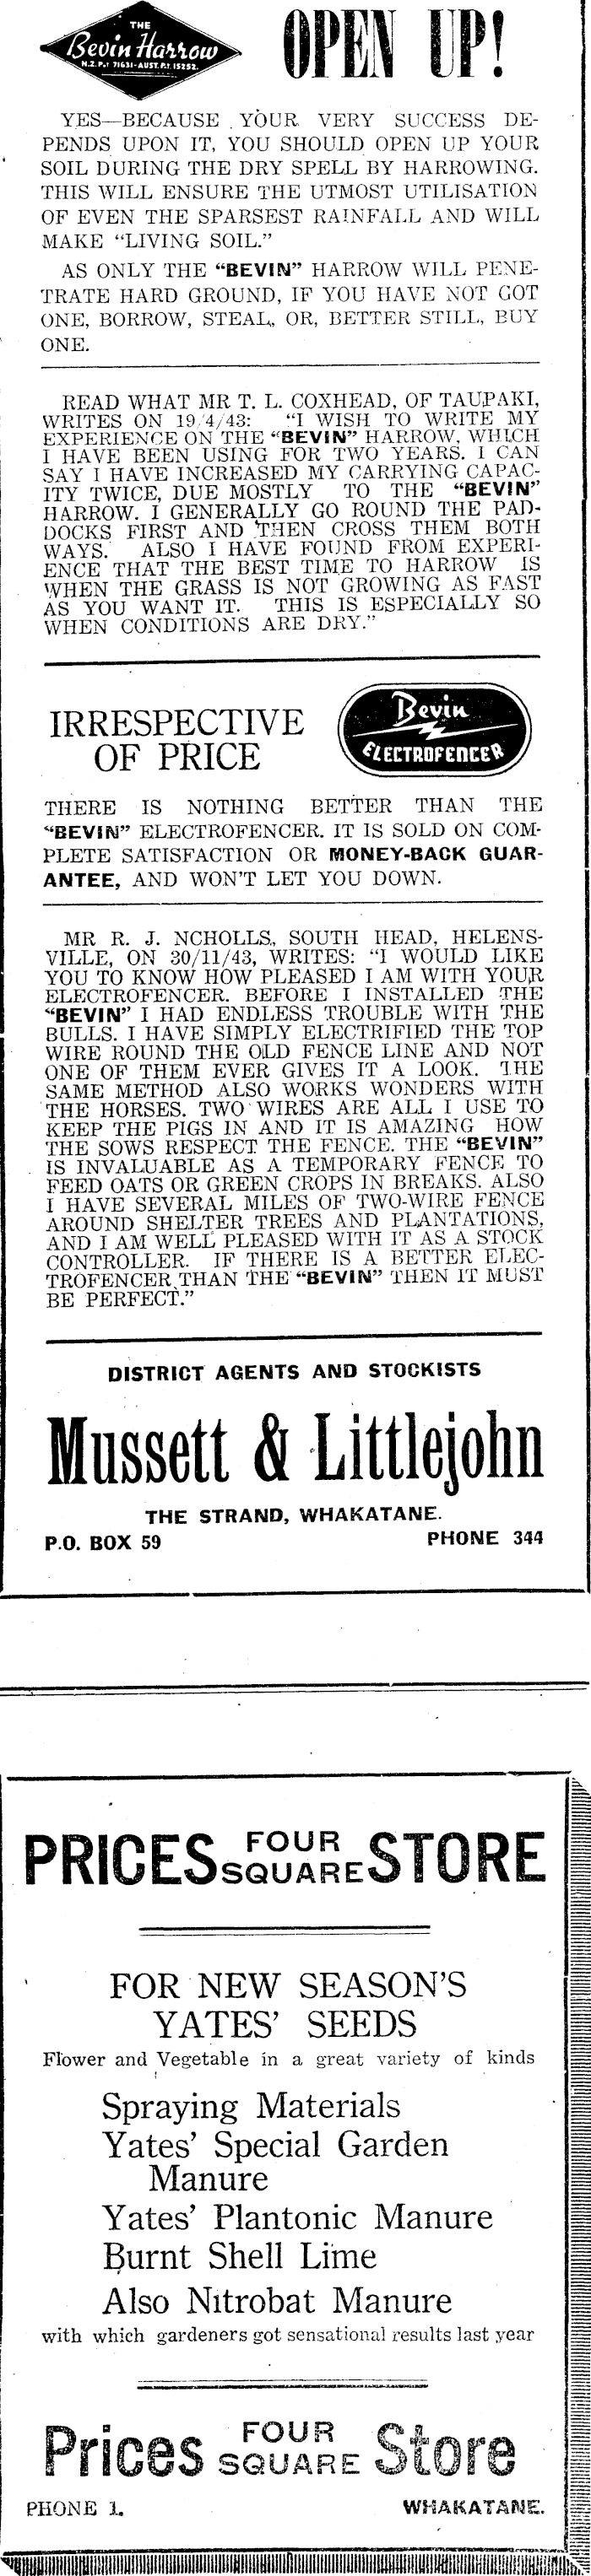 THE
Bevin Harrow
N.Z. P.t 71631-AUST. P.t. 15252.
OPEN UP!
YES—BECAUSE YOUR VERY SUCCESS DE-
PENDS UPON IT, YOU SHOULD OPEN UP YOUR
SOIL DURING THE DRY SPELL BY HARROWING.
THIS WILL ENSURE THE UTMOST UTILISATION
OF EVEN THE SPARSEST RAINFALL AND WILL
MAKE “LIVING SOIL.”
AS ONLY THE “BEVIN” HARROW WILL PENE-
TRATE HARD GROUND, IF YOU HAVE NOT GOT
ONE, BORROW, STEAL, OR, BETTER STILL, BUY
ONE.
READ WHAT MR T. L. COXHEAD, OF TAUPAKI,
WRITES ON 19/4/43: “I WISH TO WRITE MY
EXPERIENCE ON THE “BEVIN” HARROW, WHICH
I HAVE BEEN USING FOR TWO YEARS. I CAN
SAY I HAVE INCREASED MY CARRYING CAPAC-
ITY TWICE, DUE MOSTLY TO THE “BEVIN”
HARROW. I GENERALLY GO ROUND THE PAD-
DOCKS FIRST AND THEN CROSS THEM BOTH
WAYS. ALSO I HAVE FOUND FROM EXPERI-
ENCE THAT THE BEST TIME TO HARROW IS
WHEN THE GRASS IS NOT GROWING AS FAST
AS YOU WANT IT. THIS IS ESPECIALLY SO
WHEN CONDITIONS ARE DRY.”
IRRESPECTIVE
OF PRICE
Bevin
ELECTROFENCER
THERE IS NOTHING BETTER THAN THE
“BEVIN” ELECTROFENCER. IT IS SOLD ON COM-
PLETE SATISFACTION OR MONEY-BACK GUAR-
ANTEE, AND WON'T LET YOU DOWN.
MR R. J. NCHOLLS, SOUTH HEAD, HELENS-
VILLE, ON 30/11/43, WRITES: “I WOULD LIKE
YOU TO KNOW HOW PLEASED I AM WITH YOUR
ELECTROFENCER. BEFORE I INSTALLED THE
“BEVIN” I HAD ENDLESS TROUBLE WITH THE
BULLS. I HAVE SIMPLY ELECTRIFIED THE TOP
WIRE ROUND THE OLD FENCE LINE AND NOT
ONE OF THEM EVER GIVES IT A LOOK. THE
SAME METHOD ALSO WORKS WONDERS WITH
THE HORSES. TWO WIRES ARE ALL I USE TO
KEEP THE PIGS IN AND IT IS AMAZING HOW
THE SOWS RESPECT THE FENCE. THE “BEVIN”
IS INVALUABLE AS A TEMPORARY FENCE TO
FEED OATS OR GREEN CROPS IN BREAKS. ALSO
I HAVE SEVERAL MILES OF TWO-WIRE FENCE
AROUND SHELTER TREES AND PLANTATIONS,
AND I AM WELL PLEASED WITH IT AS A STOCK
CONTROLLER. IF THERE IS A BETTER ELEC-
TROFENCER THAN THE “BEVIN” THEN IT MUST
BE PERFECT.”
DISTRICT AGENTS AND STOCKISTS
Mussett & Littlejohn
THE STRAND, WHAKATANE.
P.O. BOX 59 PHONE 344
PRICES FOUR SQUARE STORE
FOR NEW SEASON'S
YATES' SEEDS
Flower and Vegetable in a great variety of kinds
Spraying Materials
Yates' Special Garden
Manure
Yates' Plantonic Manure
Burnt Shell Lime
Also Nitrobat Manure
with which gardeners got sensational results last year
Prices FOUR SQUARE Store
PHONE 1. WHAKATANE.